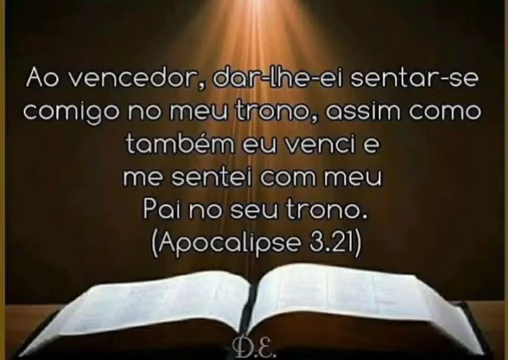 Ao vencedor, dar-lhe-ei sentar-se
comigo no meu trono, assim como
também eu venci e
me sentei com meu
Pai no seu trono.
(Apocalipse 3.21)
D.E.